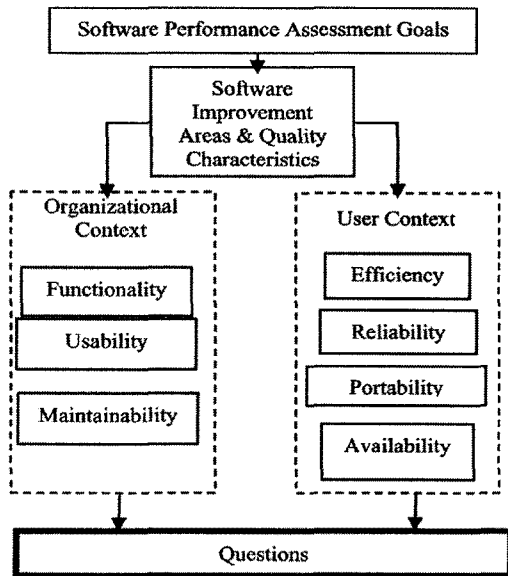 Software Performance Assessment Goals
Software
Improvement
Areas & Quality
Characteristics
Organizational
Context
Functionality
Usability
Maintainability
User Context
Efficiency
Reliability
Portability
Availability
Questions